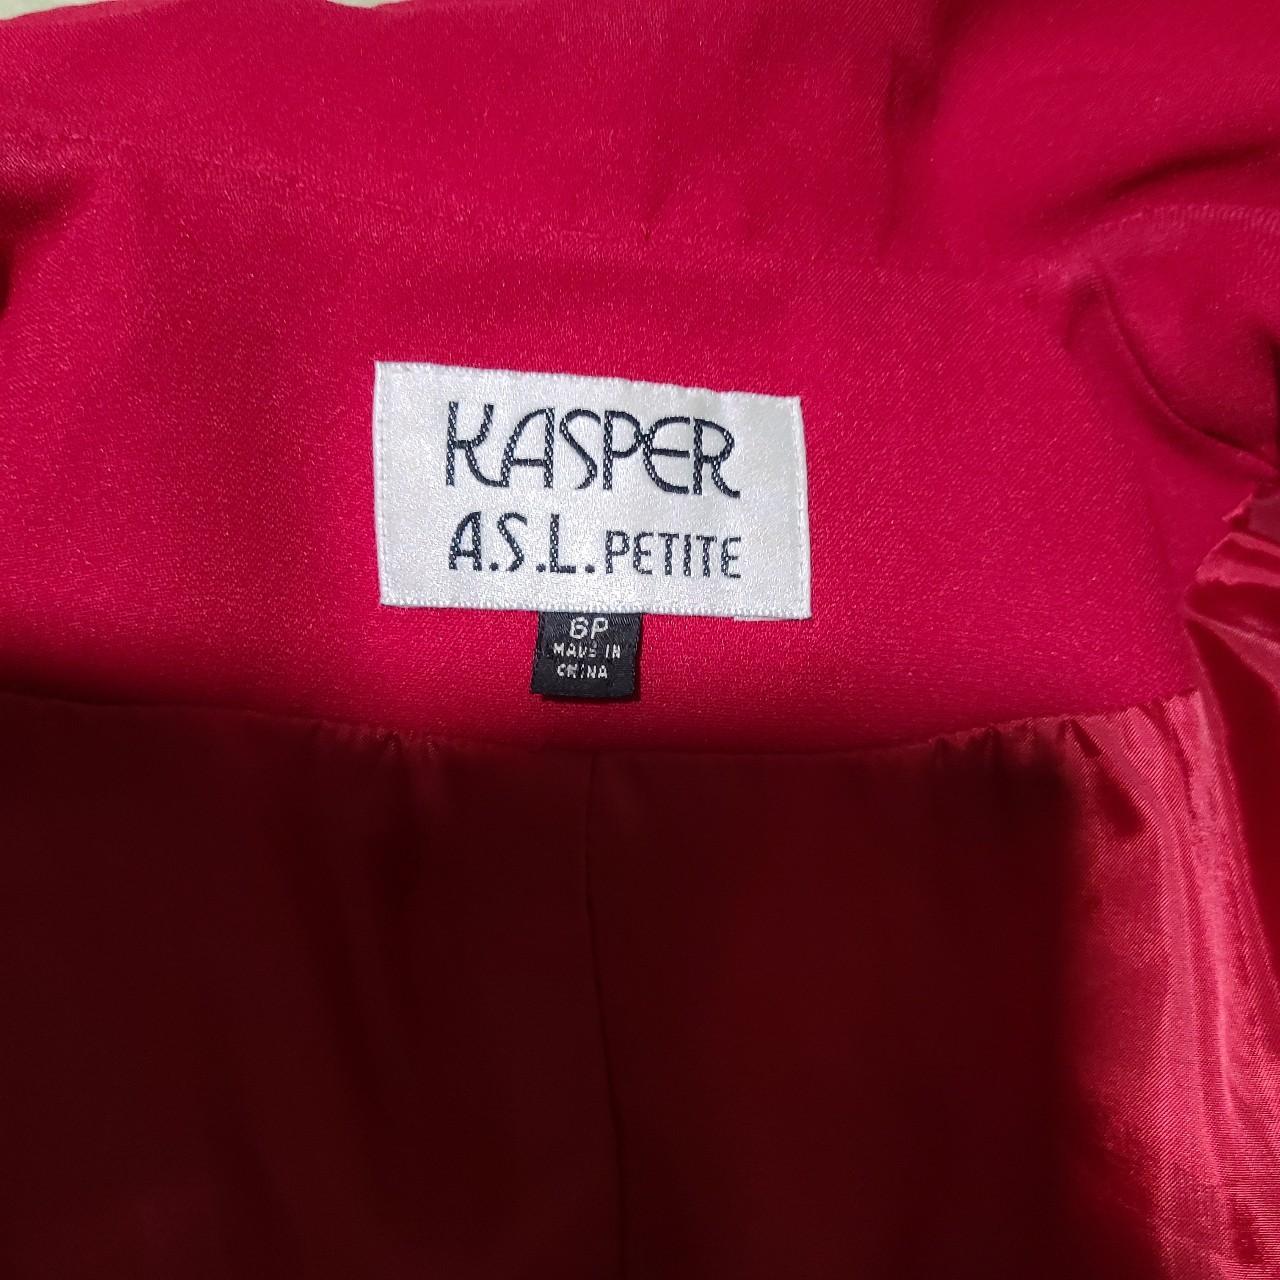 KASPER
A.S.L. PETITE
6P
MADE IN
CHINA